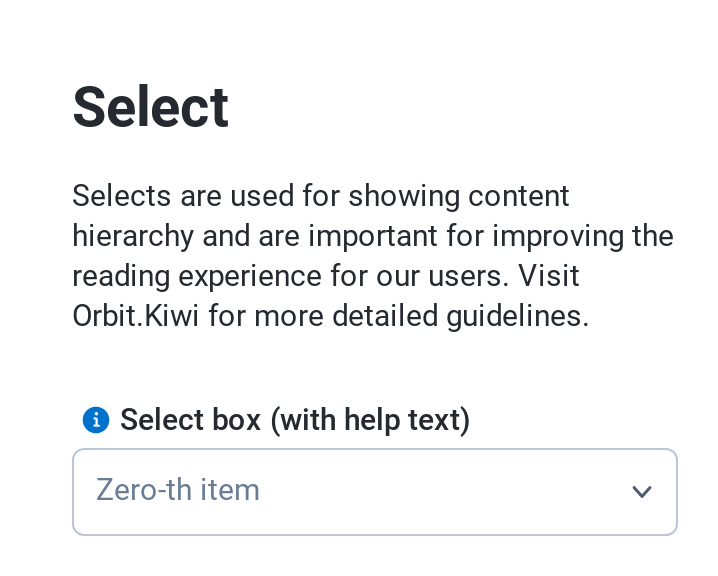 Select
Selects are used for showing content
hierarchy and are important for improving the
reading experience for our users. Visit
Orbit.Kiwi for more detailed guidelines.
Select box (with help text)
Zero-th item